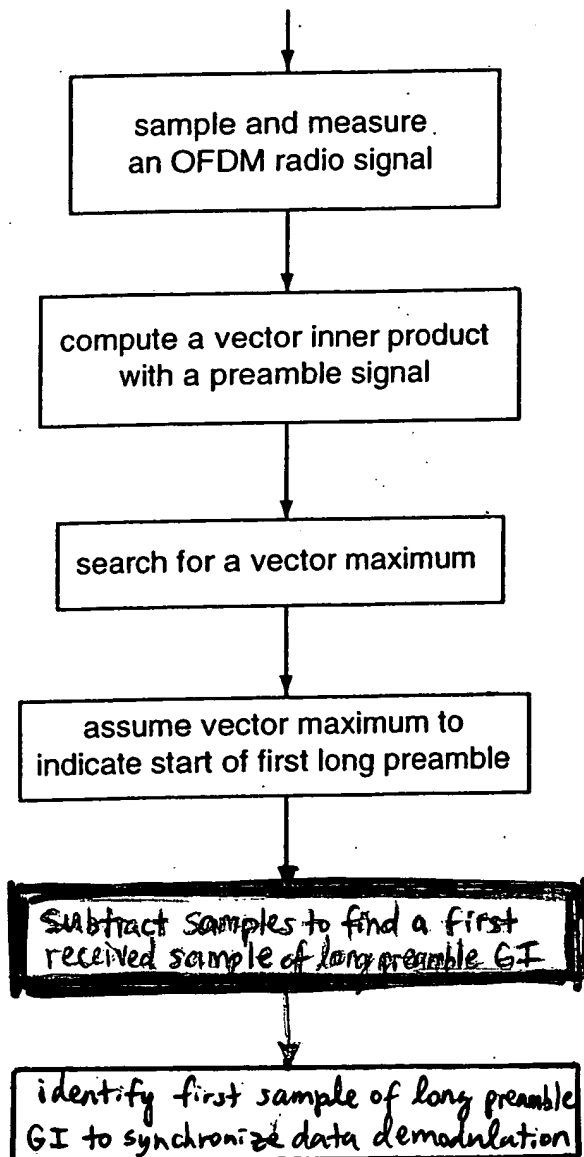 sample and measure
an OFDM radio signal
compute a vector inner product
with a preamble signal
search for a vector maximum
assume vector maximum to
indicate start of first long preamble
subtract samples to find a first
received sample of long preamble GI
identify first sample of long preamble
GI to synchronize data demodulation